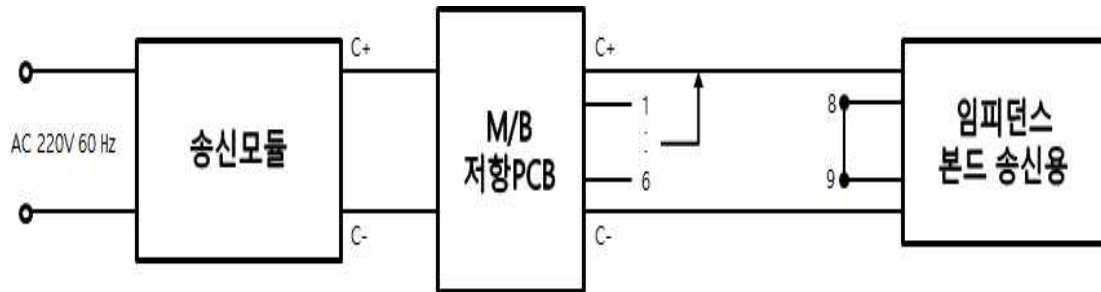 AC 220V 60 Hz
송신모듈
C+
C-
M/B
저항PCB
C+
1
:
:
6
C-
8
9
임피던스
본드 송신용